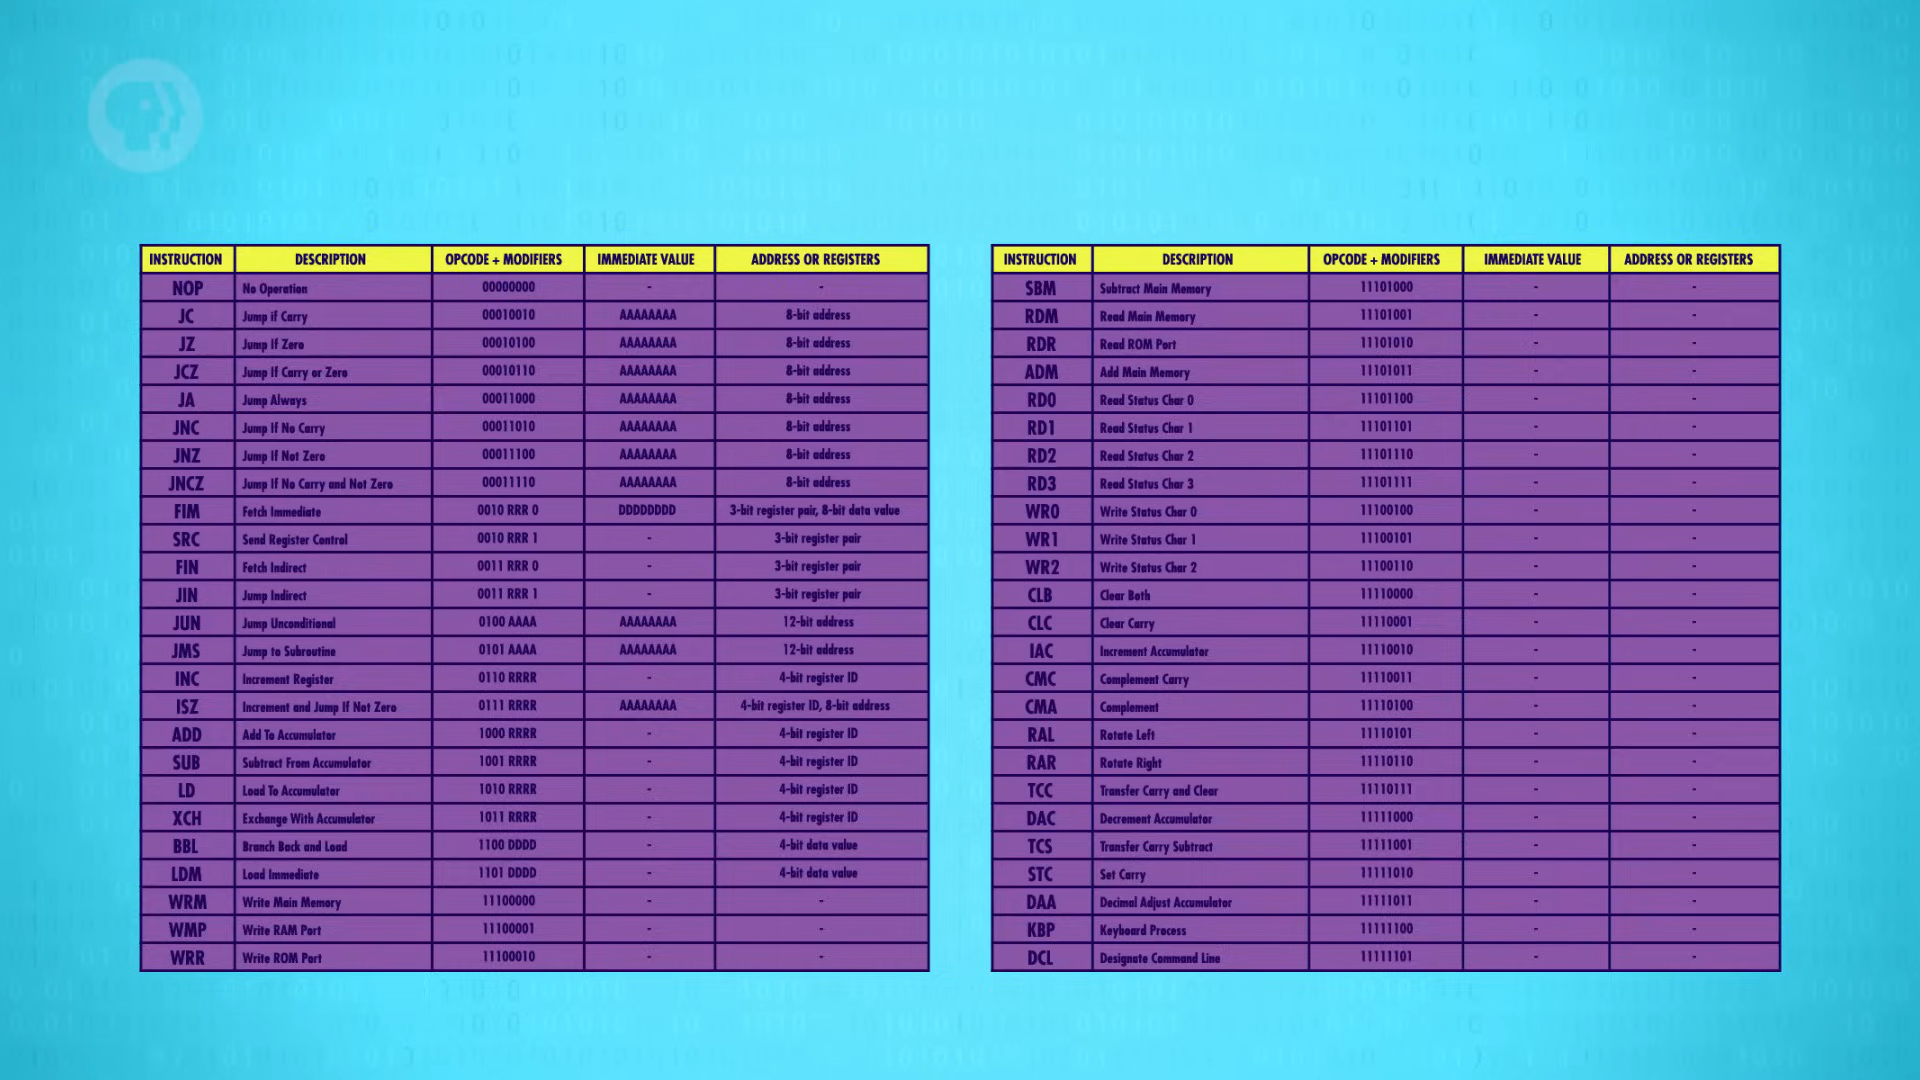 INSTRUCTION DESCRIPTION OPCODE + MODIFIERS IMMEDIATE VALUE ADDRESS OR REGISTERS
NOP No Operation 00000000 - -
JC Jump if Carry 00010010 AAAAAAAA 8-bit address
JZ Jump If Zero 00010100 AAAAAAAA 8-bit address
JCZ Jump If Carry or Zero 00010110 AAAAAAAA 8-bit address
JA Jump Always 00011000 AAAAAAAA 8-bit address
JNC Jump If No Carry 00011010 AAAAAAAA 8-bit address
JNZ Jump If Not Zero 00011100 AAAAAAAA 8-bit address
JNCZ Jump If No Carry and Not Zero 00011110 AAAAAAAA 8-bit address
FIM Fetch Immediate 0010 RRR 0 DDDDDDDD 3-bit register pair, 8-bit data value
SRC Send Register Control 0010 RRR 1 - 3-bit register pair
FIN Fetch Indirect 0011 RRR 0 - 3-bit register pair
JIN Jump Indirect 0011 RRR 1 - 3-bit register pair
JUN Jump Unconditional 0100 AAAA AAAAAAAA 12-bit address
JMS Jump to Subroutine 0101 AAAA AAAAAAAA 12-bit address
INC Increment Register 0110 RRRR - 4-bit register ID
ISZ Increment and Jump If Not Zero 0111 RRRR AAAAAAAA 4-bit register ID, 8-bit address
ADD Add To Accumulator 1000 RRRR - 4-bit register ID
SUB Subtract From Accumulator 1001 RRRR - 4-bit register ID
LD Load To Accumulator 1010 RRRR - 4-bit register ID
XCH Exchange With Accumulator 1011 RRRR - 4-bit register ID
BBL Branch Back and Load 1100 DDDD - 4-bit data value
LDM Load Immediate 1101 DDDD - 4-bit data value
WRM Write Main Memory 11100000 - -
WMP Write RAM Port 11100001 - -
WRR Write ROM Port 11100010 - -
INSTRUCTION DESCRIPTION OPCODE + MODIFIERS IMMEDIATE VALUE ADDRESS OR REGISTERS
SBM Subtract Main Memory 11101000 - -
RDM Read Main Memory 11101001 - -
RDR Read ROM Port 11101010 - -
ADM Add Main Memory 11101011 - -
RD0 Read Status Char 0 11101100 - -
RD1 Read Status Char 1 11101101 - -
RD2 Read Status Char 2 11101110 - -
RD3 Read Status Char 3 11101111 - -
WR0 Write Status Char 0 11100100 - -
WR1 Write Status Char 1 11100101 - -
WR2 Write Status Char 2 11100110 - -
CLB Clear Both 11110000 - -
CLC Clear Carry 11110001 - -
IAC Increment Accumulator 11110010 - -
CMC Complement Carry 11110011 - -
CMA Complement 11110100 - -
RAL Rotate Left 11110101 - -
RAR Rotate Right 11110110 - -
TCC Transfer Carry and Clear 11110111 - -
DAC Decrement Accumulator 11111000 - -
TCS Transfer Carry Subtract 11111001 - -
STC Set Carry 11111010 - -
DAA Decimal Adjust Accumulator 11111011 - -
KBP Keyboard Process 11111100 - -
DCL Designate Command Line 11111101 - -